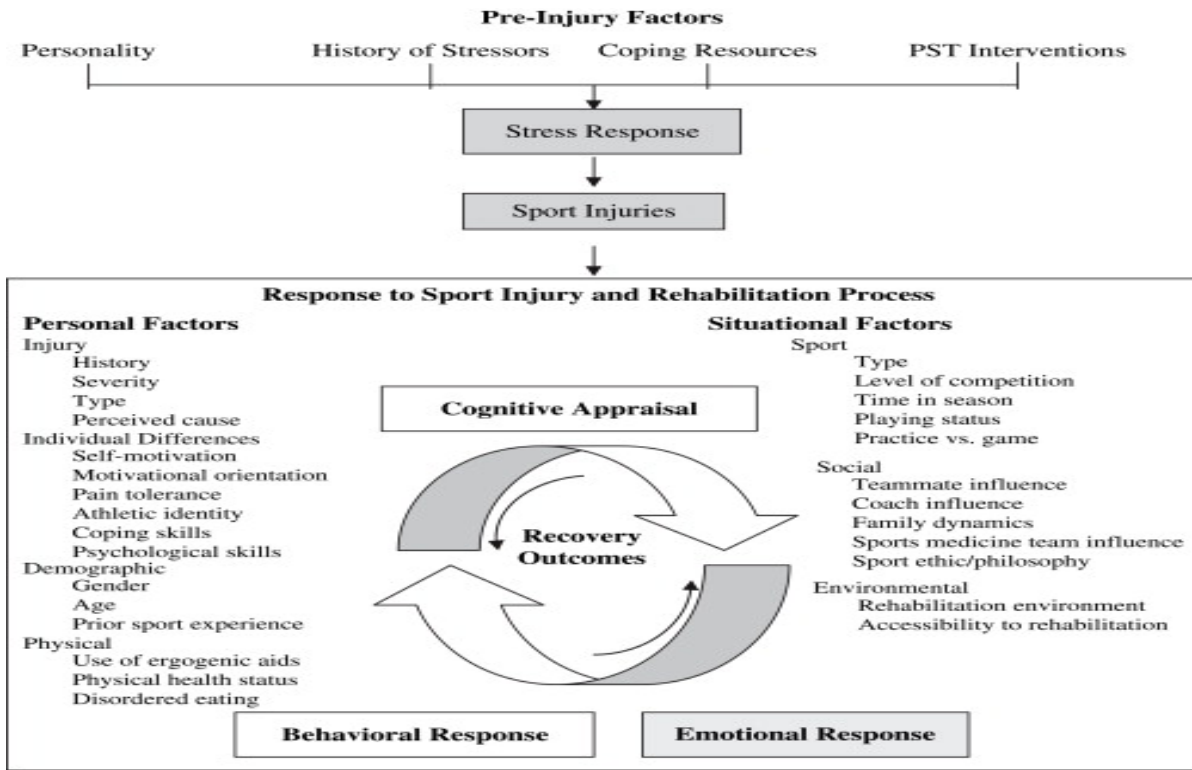 Pre-Injury Factors
Personality
History of Stressors
Coping Resources
PST Interventions
Stress Response
Sport Injuries
Response to Sport Injury and Rehabilitation Process
Personal Factors
Injury
History
Severity
Type
Perceived cause
Individual Differences
Self-motivation
Motivational orientation
Pain tolerance
Athletic identity
Coping skills
Psychological skills
Demographic
Gender
Age
Prior sport experience
Physical
Use of ergogenic aids
Physical health status
Disordered eating
Cognitive Appraisal
Recovery
Outcomes
Behavioral Response
Emotional Response
Situational Factors
Sport
Type
Level of competition
Time in season
Playing status
Practice vs. game
Social
Teammate influence
Coach influence
Family dynamics
Sports medicine team influence
Sport ethic/philosophy
Environmental
Rehabilitation environment
Accessibility to rehabilitation